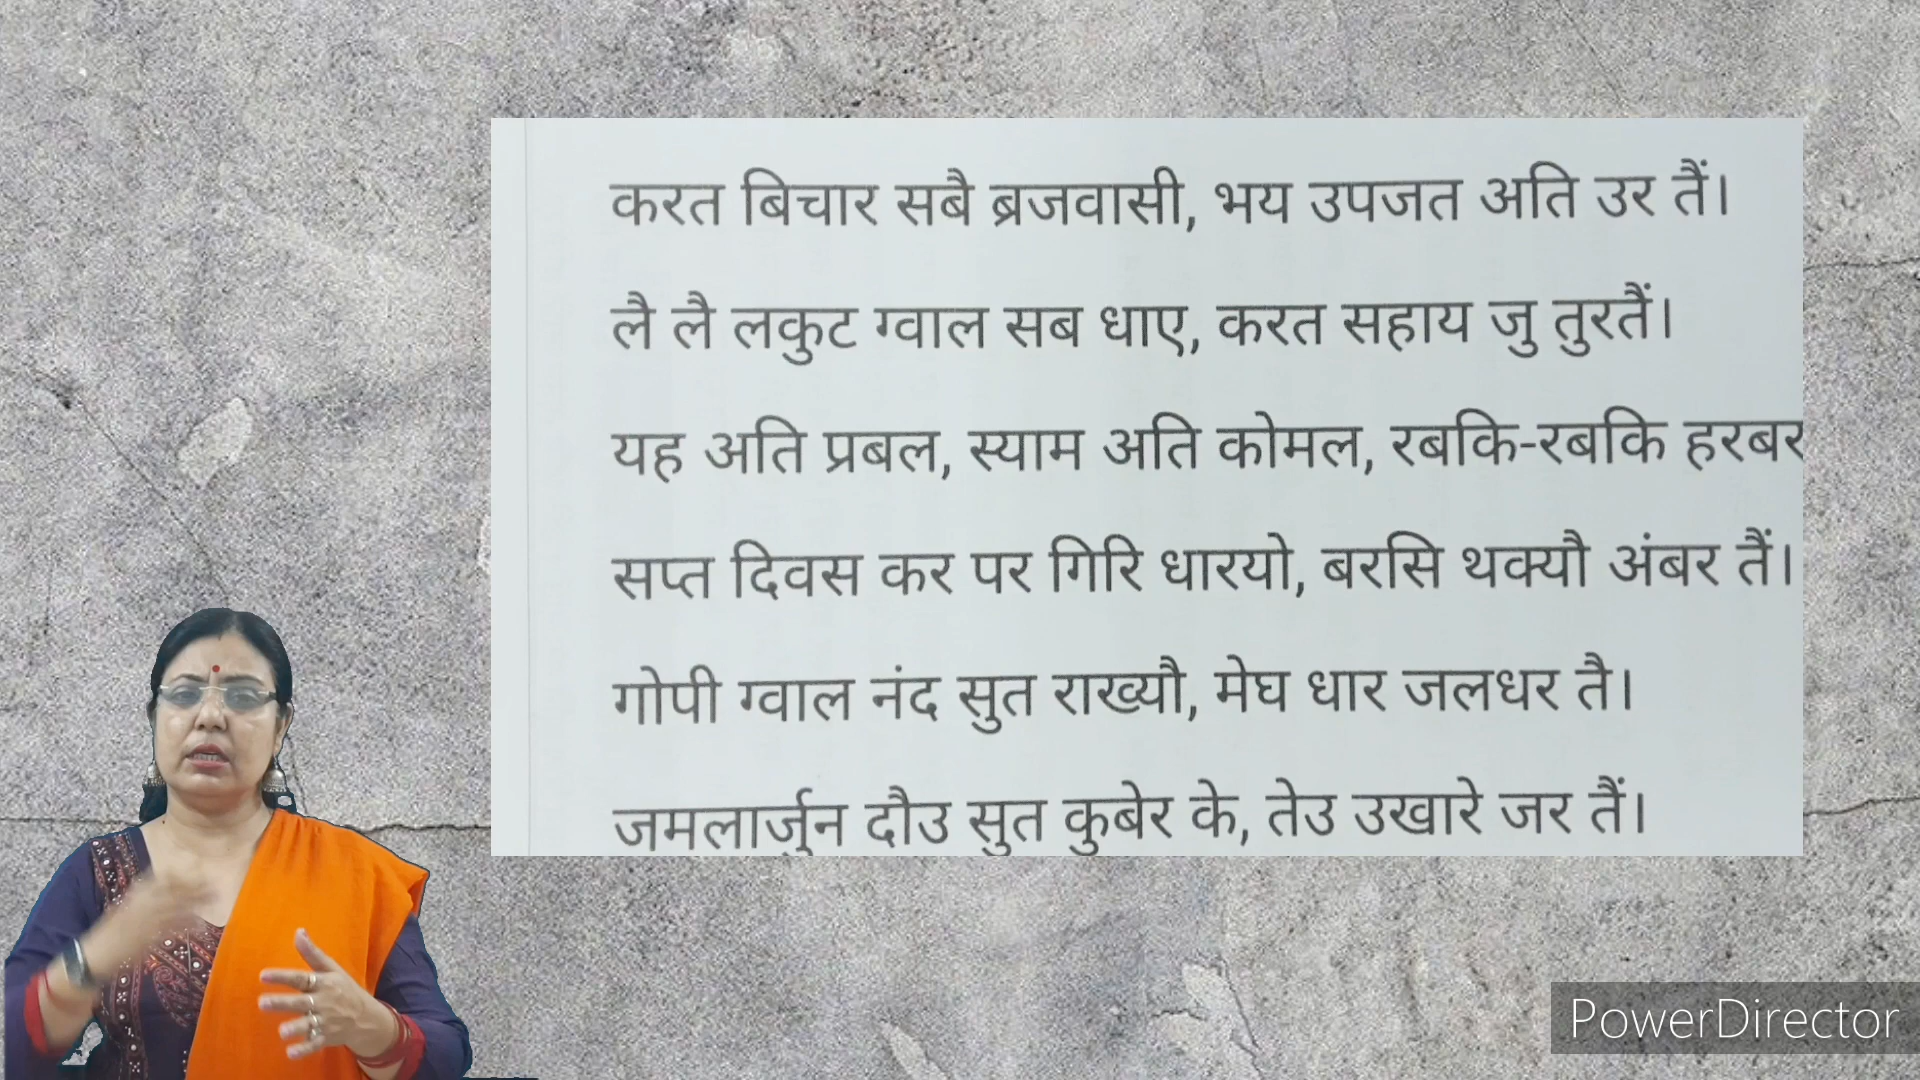 करत बिचार सबै ब्रजवासी, भय उपजत अति उर तैं।
लै लै लकुट ग्वाल सब धाए, करत सहाय जु तुरतैं।
यह अति प्रबल, स्याम अति कोमल, रबकि-रबकि हरबर
सप्त दिवस कर पर गिरि धारयो, बरसि थक्यौ अंबर तैं।
गोपी ग्वाल नंद सुत राख्यौ, मेघ धार जलधर तै।
जमलार्जुन दौउ सुत कुबेर के, तेउ उखारे जर तैं।
PowerDirector